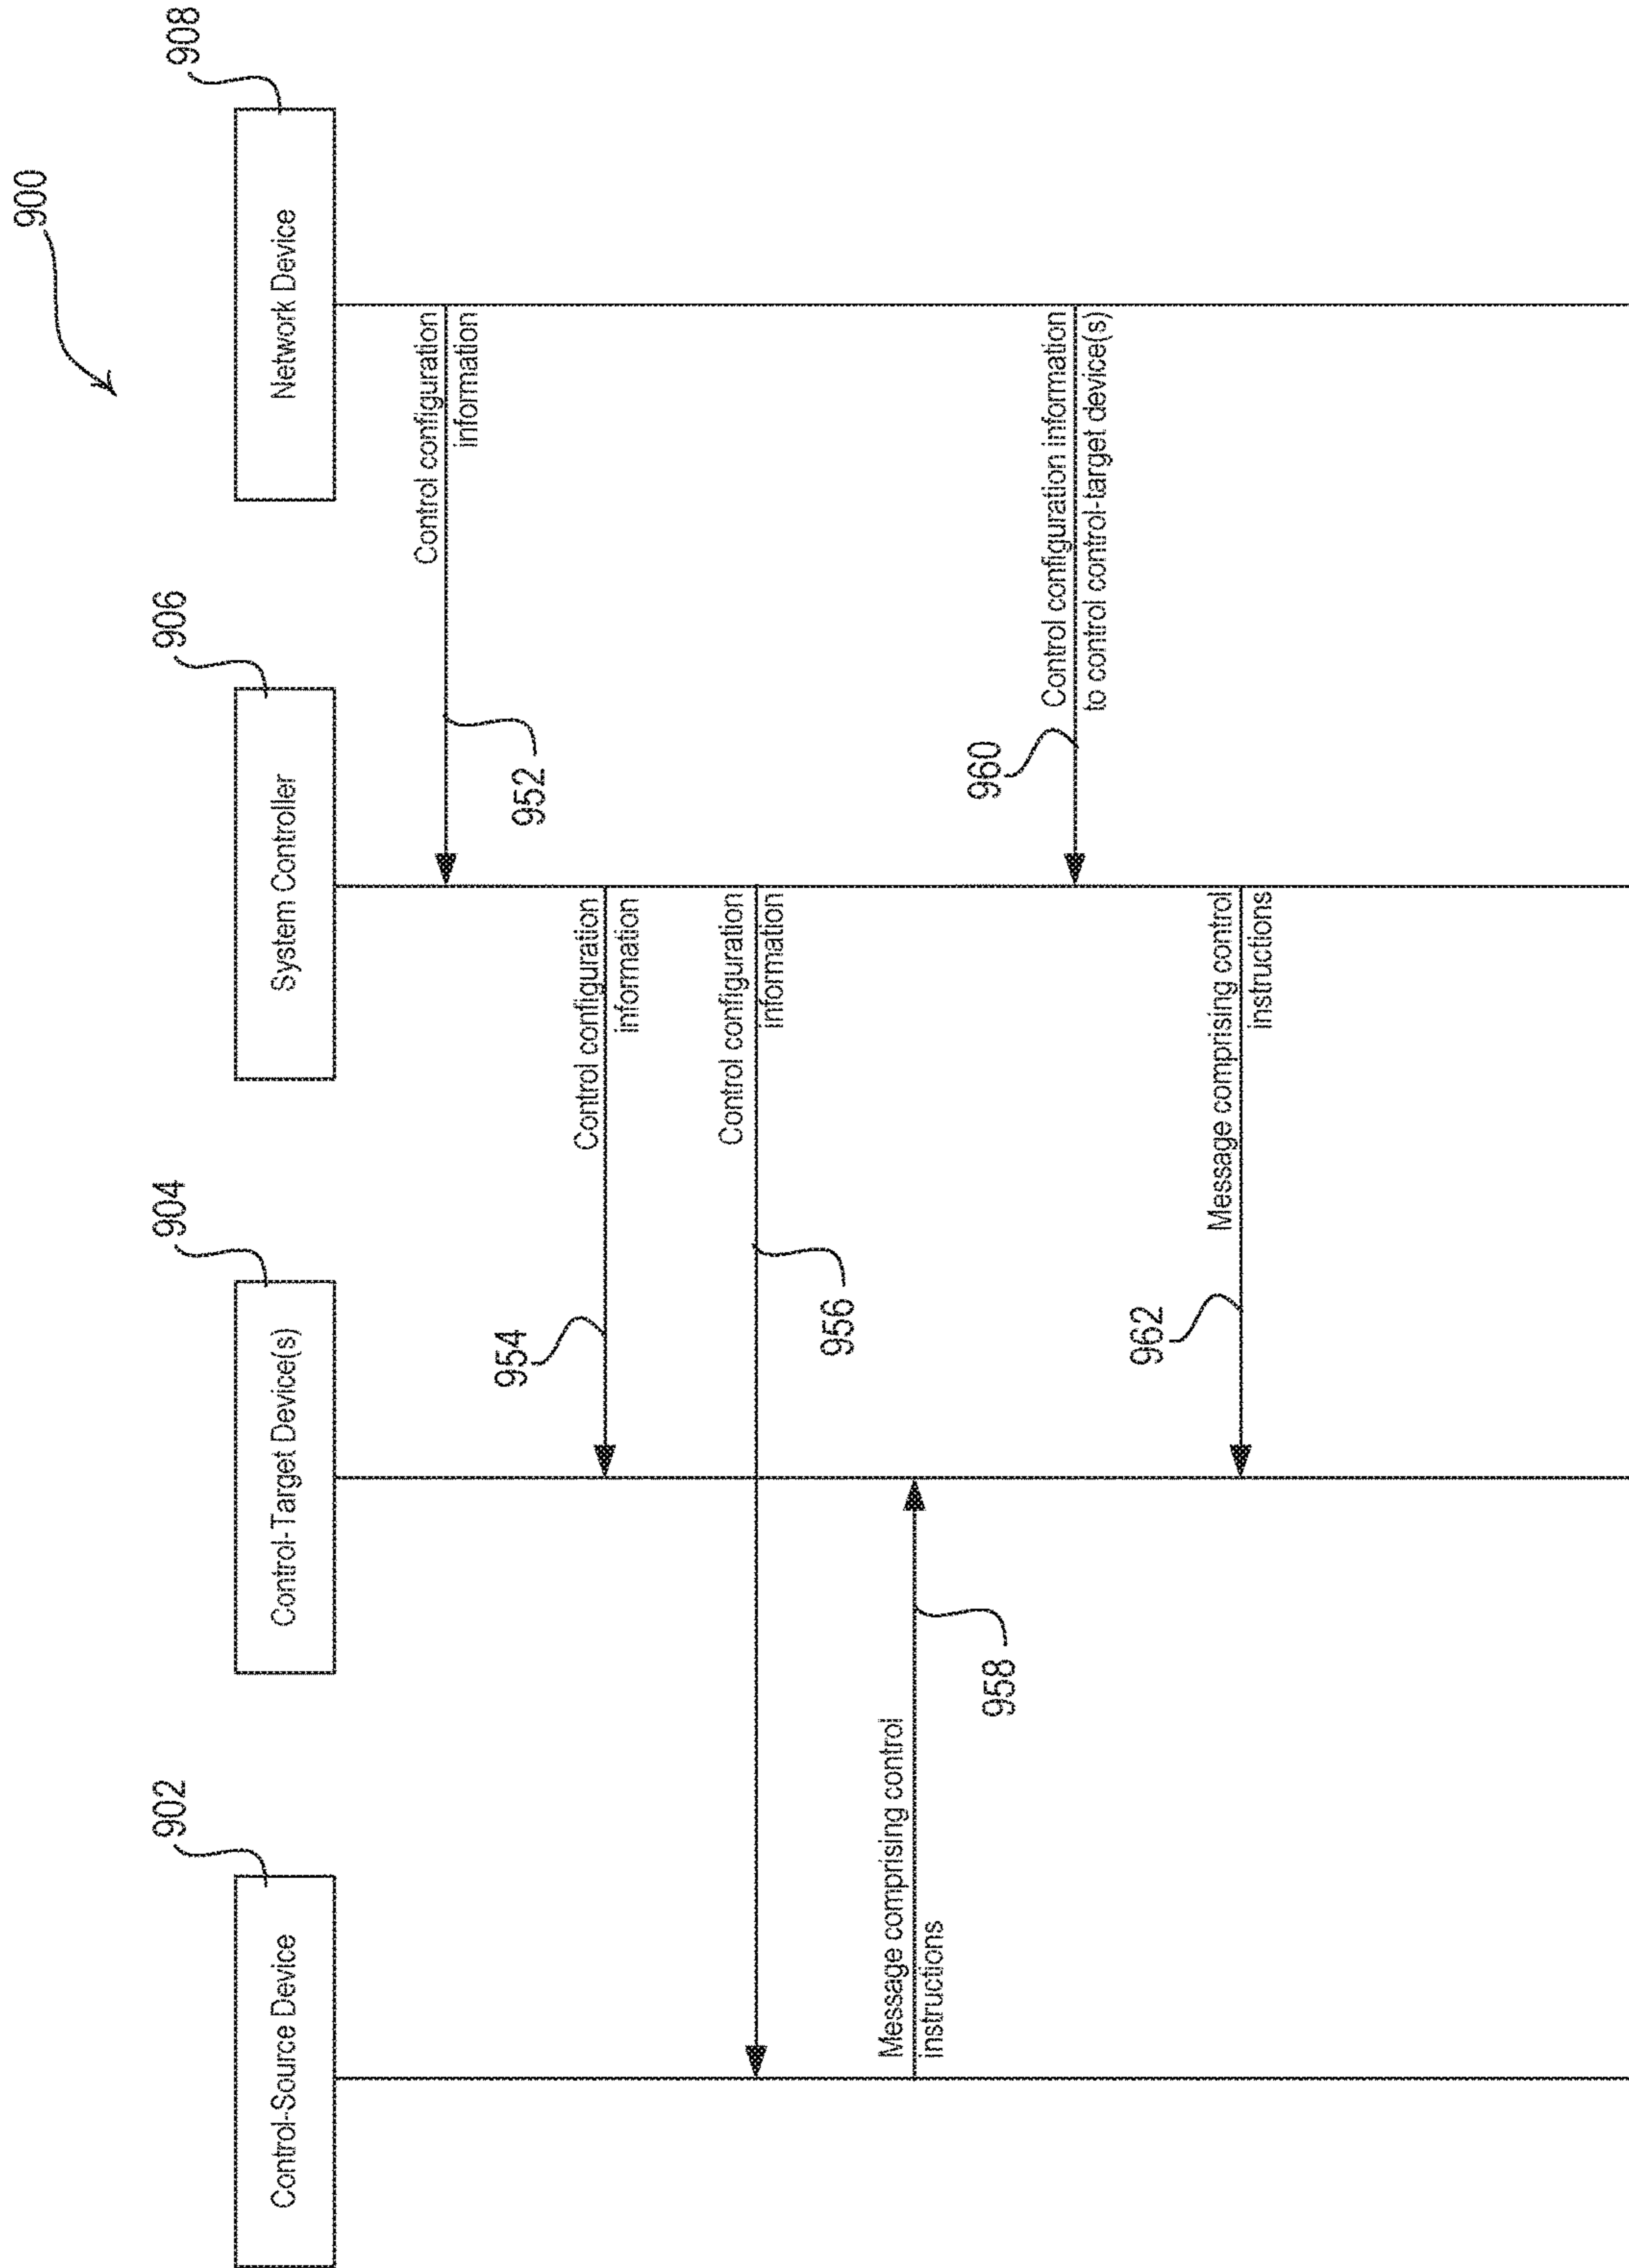 900
902
904
906
908
Control-Source Device
Control-Target Device(s)
System Controller
Network Device
Control configuration
information
952
Control configuration
information
954
Control configuration
information
956
Message comprising control
instructions
958
Control configuration information
to control control-target device(s)
960
Message comprising control
instructions
962